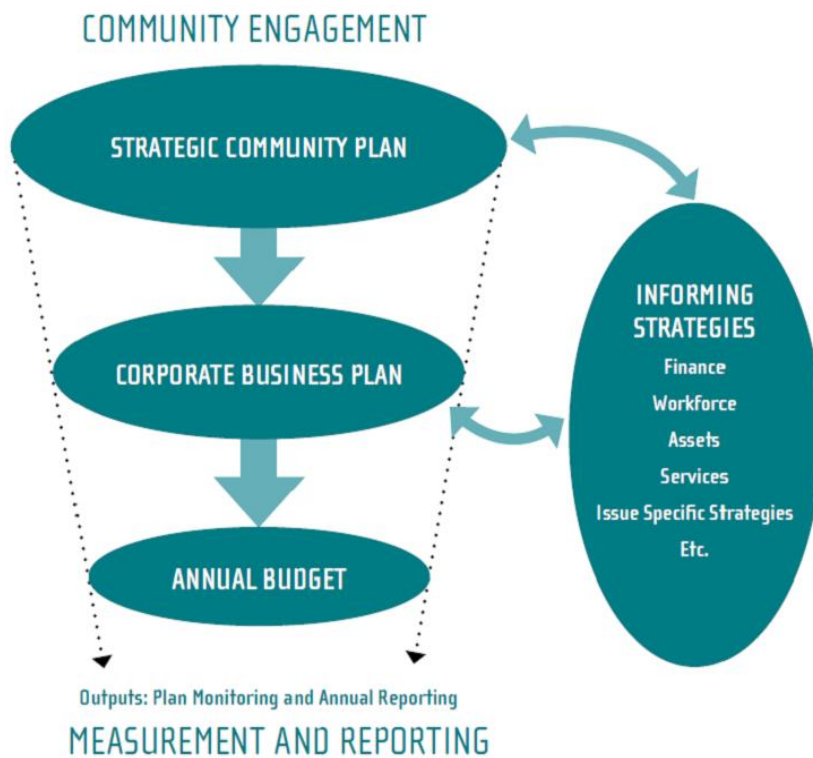 COMMUNITY ENGAGEMENT
STRATEGIC COMMUNITY PLAN
CORPORATE BUSINESS PLAN
ANNUAL BUDGET
INFORMING
STRATEGIES
Finance
Workforce
Assets
Services
Issue Specific Strategies
Etc.
Outputs: Plan Monitoring and Annual Reporting
MEASUREMENT AND REPORTING